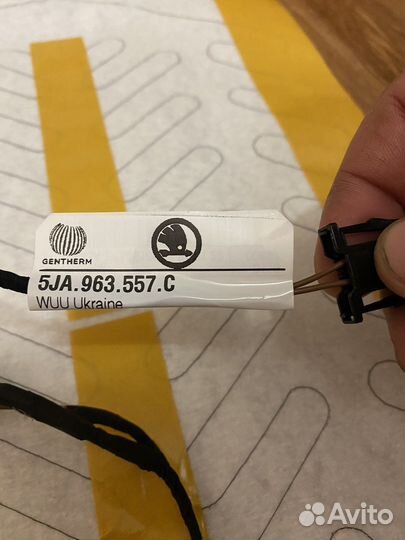 GENTHERM
5JA.963.557.C
WUU Ukraine
Avito